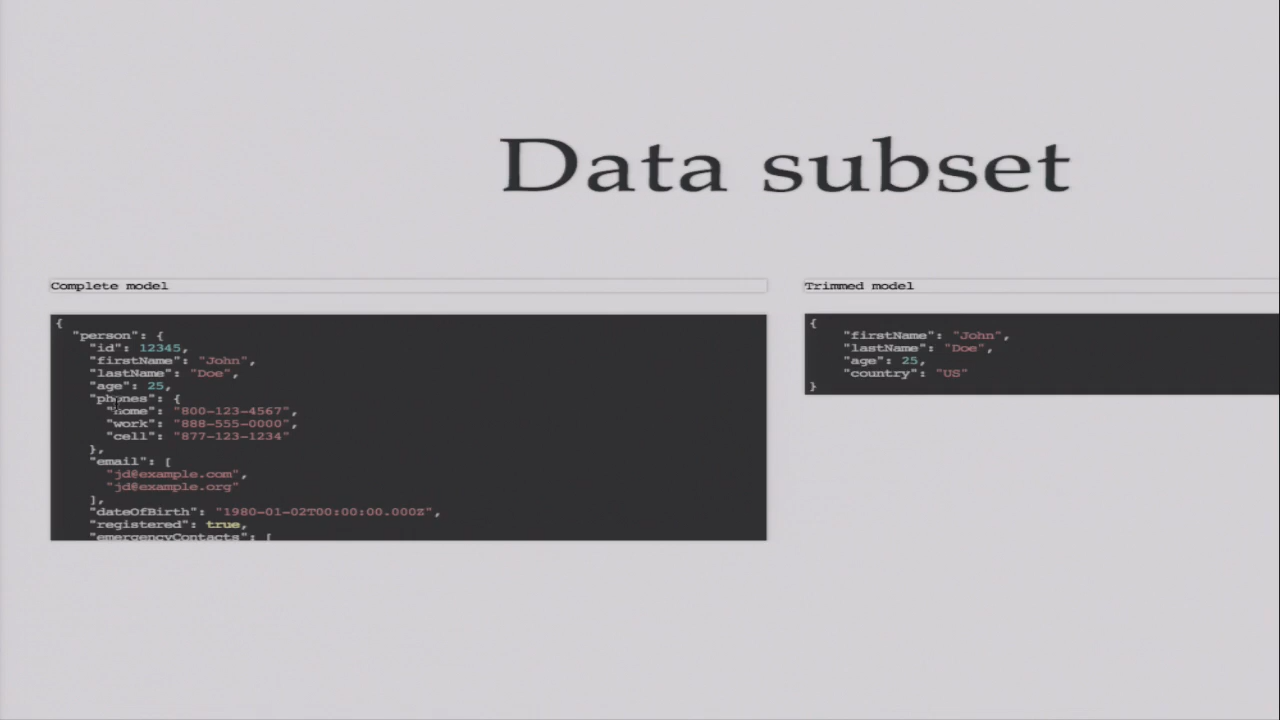 Data subset
Complete model
{
"person": {
"id": 12345,
"firstName": "John",
"lastName": "Doe",
"age": 25,
"phones": {
"home": "800-123-4567",
"work": "888-555-0000",
"cell": "877-123-1234"
},
"email": [
"jd@example.com",
"jd@example.org"
],
"dateOfBirth": "1980-01-02T00:00:00.000Z",
"registered": true,
"emergencyContacts": [
Trimmed model
{
"firstName": "John",
"lastName": "Doe",
"age": 25,
"country": "US"
}